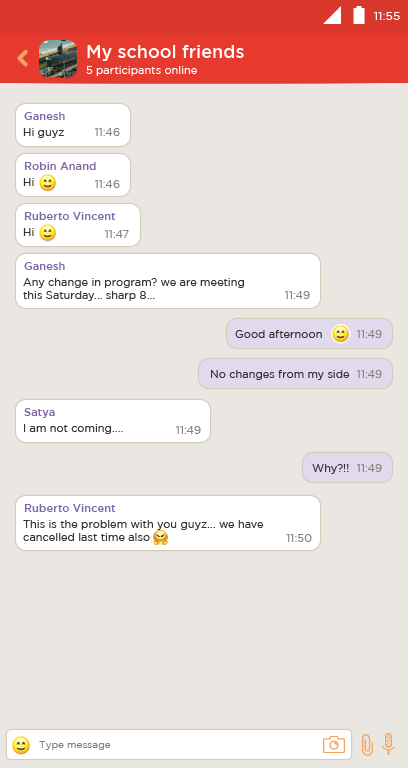 11:55
My school friends
5 participants online
Ganesh
Hi guyz 11:46
Robin Anand
Hi 😊 11:46
Ruberto Vincent
Hi 😊 11:47
Ganesh
Any change in program? we are meeting
this Saturday... sharp 8... 11:49
Good afternoon 😊 11:49
No changes from my side 11:49
Satya
I am not coming.... 11:49
Why?!! 11:49
Ruberto Vincent
This is the problem with you guyz... we have
cancelled last time also 🤗 11:50
Type message